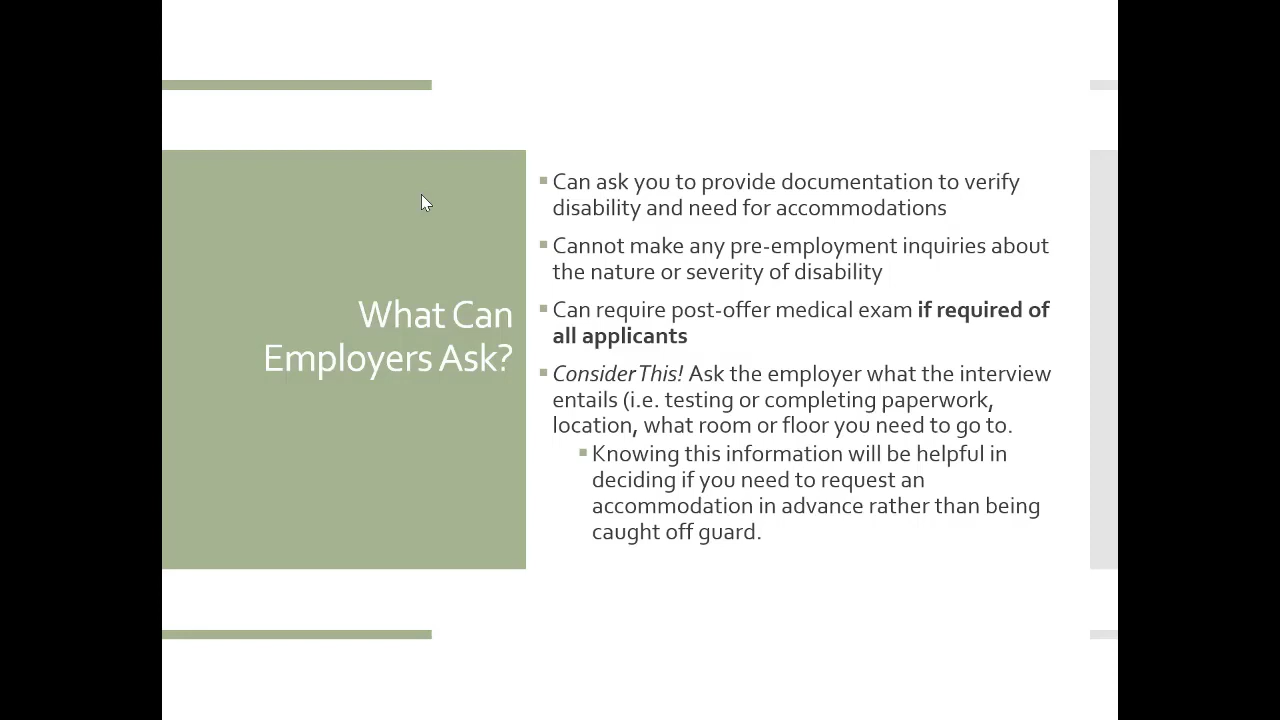 What Can
Employers Ask?
▪ Can ask you to provide documentation to verify
disability and need for accommodations
▪ Cannot make any pre-employment inquiries about
the nature or severity of disability
▪ Can require post-offer medical exam if required of
all applicants
▪ Consider This! Ask the employer what the interview
entails (i.e. testing or completing paperwork,
location, what room or floor you need to go to.
▪ Knowing this information will be helpful in
deciding if you need to request an
accommodation in advance rather than being
caught off guard.